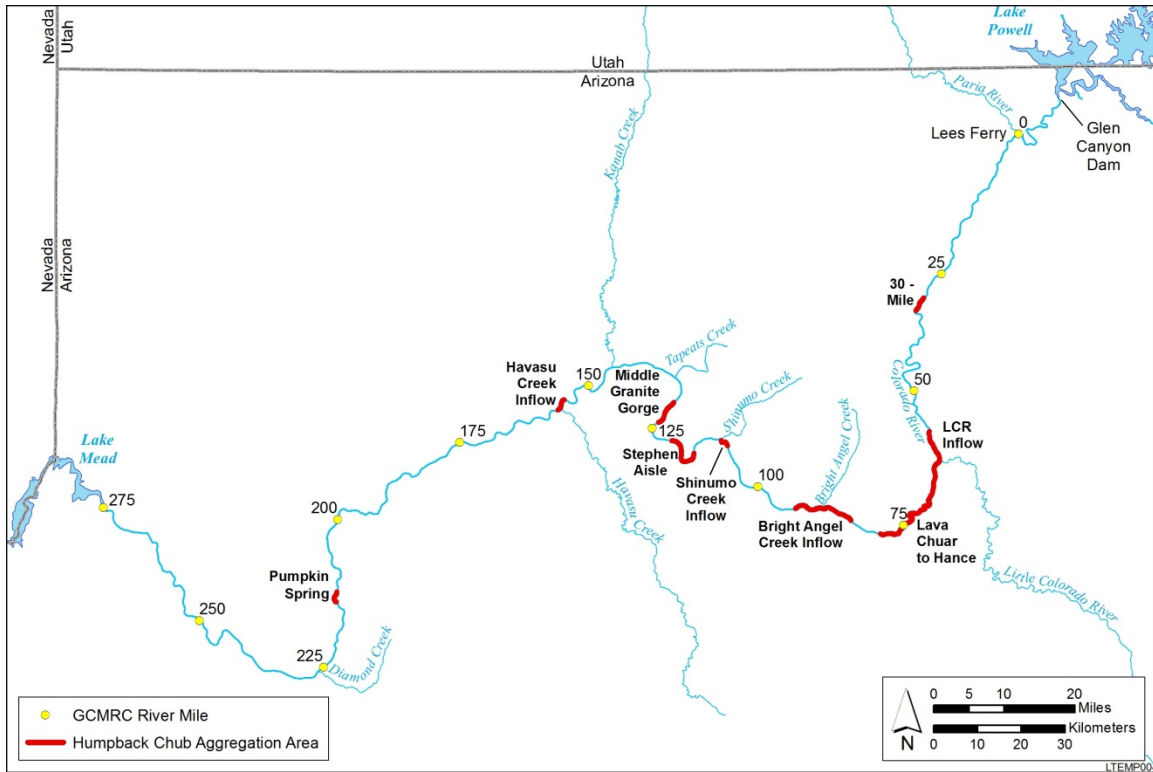 Nevada
Utah
Lake
Powell
Utah
Arizona
Paria River
0
Lees Ferry
Glen
Canyon
Dam
Kanab Creek
Nevada
Arizona
25
30 -
Mile
Tapeats Creek
Havasu
Creek
Inflow
150
Middle
Granite
Gorge
Shinumo Creek
50
Colorado River
LCR
Inflow
125
175
Stephen
Aisle
Bright Angel Creek
Lake
Mead
Shinumo
Creek
Inflow
100
275
200
Havasu Creek
Bright Angel
Creek Inflow
75
Lava
Chuar
to Hance
Little Colorado River
Pumpkin
Spring
250
225
Diamond Creek
GCMRC River Mile
Humpback Chub Aggregation Area
N
0 5 10 20
Miles
Kilometers
0 10 20 30
LTEMP00